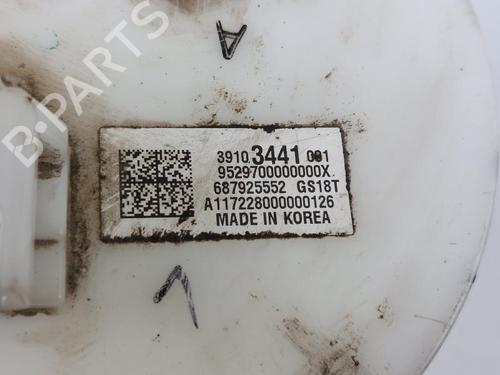 A
B-PARTS
3910 3441 001
9529700000000X
687925552 GS18T
A117228000000126
MADE IN KOREA